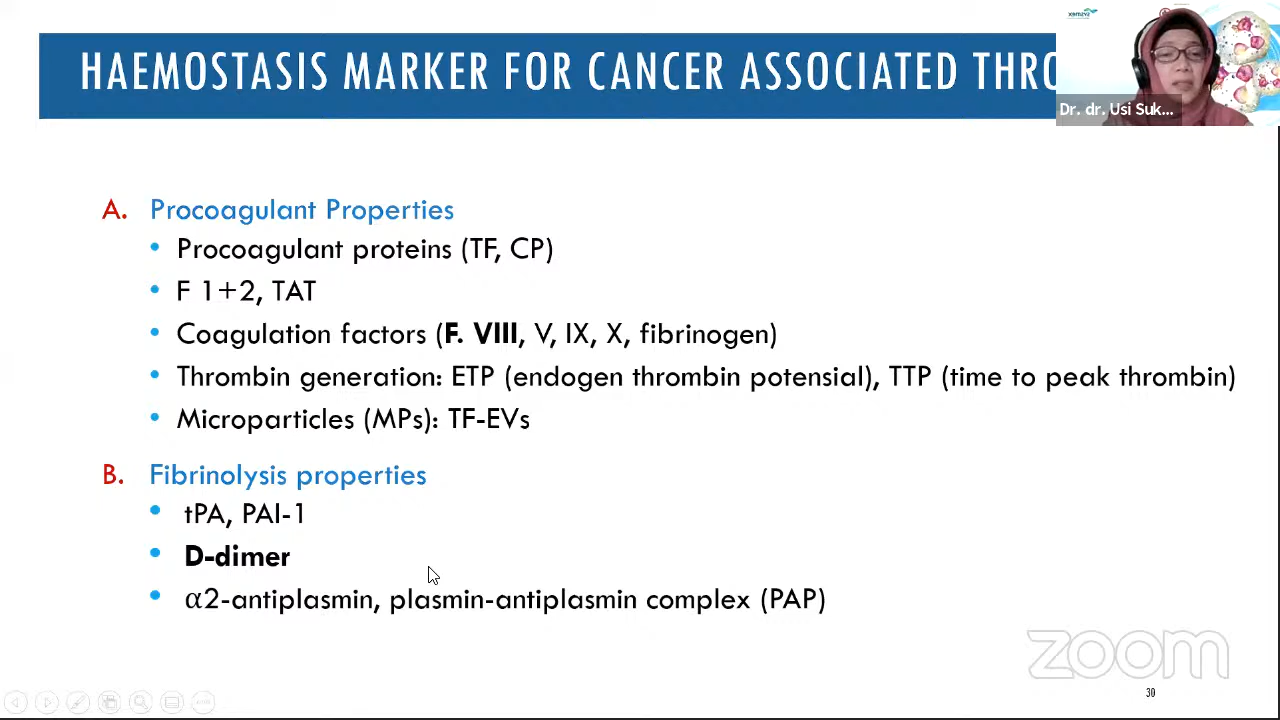 HAEMOSTASIS MARKER FOR CANCER ASSOCIATED THRO
Dr. dr. Usi Suk...
A. Procoagulant Properties
• Procoagulant proteins (TF, CP)
• F 1+2, TAT
• Coagulation factors (F. VIII, V, IX, X, fibrinogen)
• Thrombin generation: ETP (endogen thrombin potensial), TTP (time to peak thrombin)
• Microparticles (MPs): TF-EVs
B. Fibrinolysis properties
• tPA, PAI-1
• D-dimer
• α2-antiplasmin, plasmin-antiplasmin complex (PAP)
zoom
30